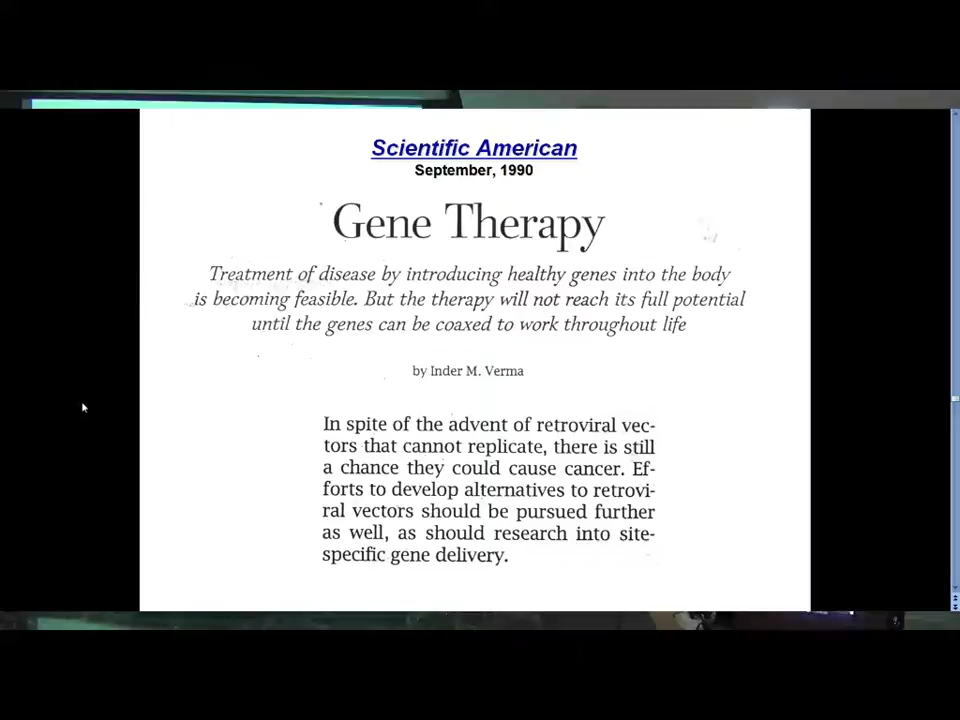 Scientific American
September, 1990
Gene Therapy
Treatment of disease by introducing healthy genes into the body
is becoming feasible. But the therapy will not reach its full potential
until the genes can be coaxed to work throughout life
by Inder M. Verma
In spite of the advent of retroviral vec-
tors that cannot replicate, there is still
a chance they could cause cancer. Ef-
forts to develop alternatives to retrovi-
ral vectors should be pursued further
as well, as should research into site-
specific gene delivery.